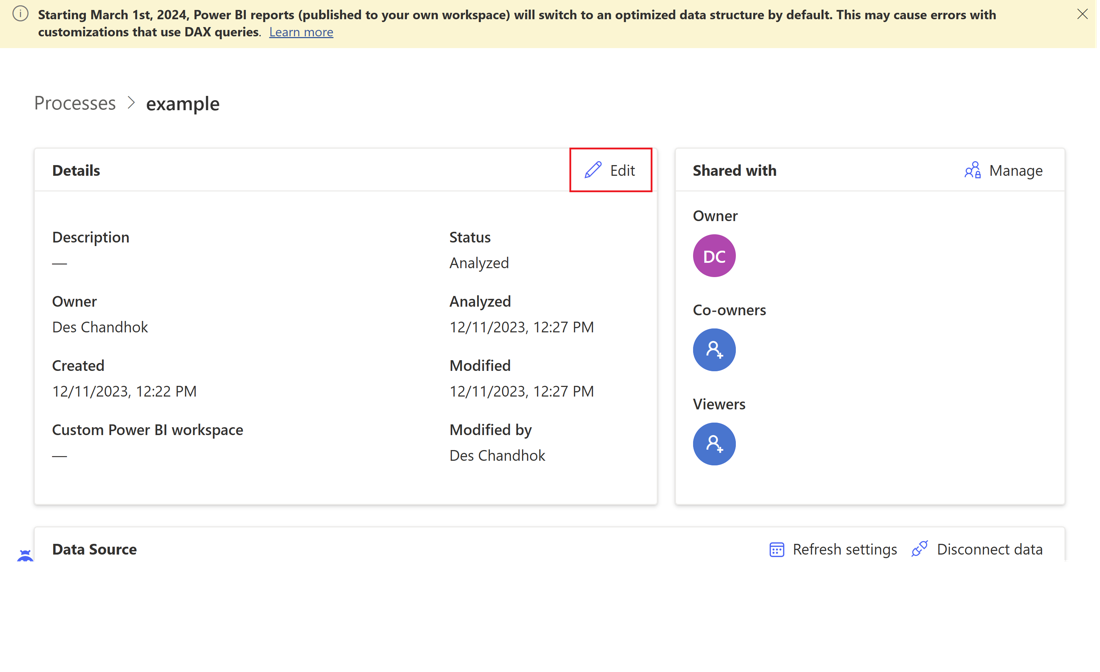 Starting March 1st, 2024, Power BI reports (published to your own workspace) will switch to an optimized data structure by default. This may cause errors with
customizations that use DAX queries. Learn more
Processes > example
Details
Edit
Description
—
Owner
Des Chandhok
Created
12/11/2023, 12:22 PM
Custom Power BI workspace
—
Status
Analyzed
Analyzed
12/11/2023, 12:27 PM
Modified
12/11/2023, 12:27 PM
Modified by
Des Chandhok
Shared with
Manage
Owner
DC
Co-owners
Viewers
Data Source
Refresh settings
Disconnect data